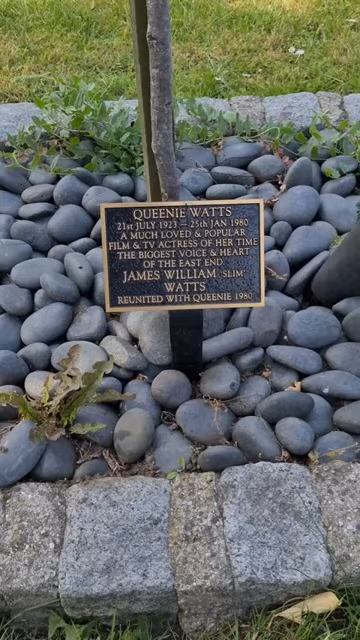 QUEENIE WATTS
21st JULY 1923 – 25th JAN 1980
A MUCH LOVED & POPULAR
FILM & TV ACTRESS OF HER TIME
THE BIGGEST VOICE & HEART
OF THE EAST END
JAMES WILLIAM 'SLIM'
WATTS
REUNITED WITH QUEENIE 1980